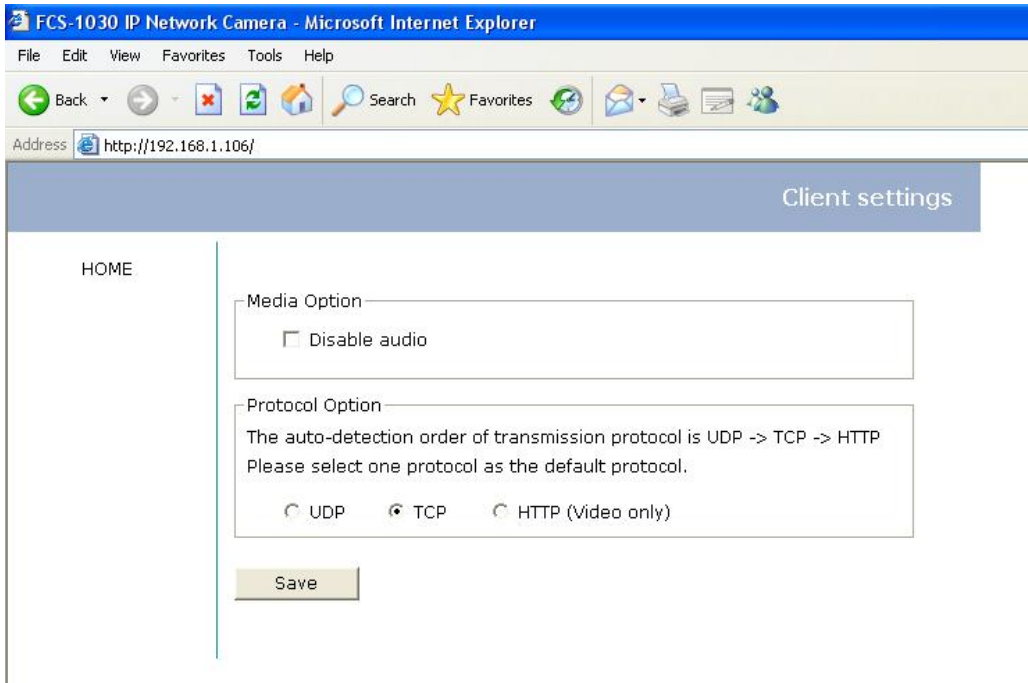 FCS-1030 IP Network Camera - Microsoft Internet Explorer
File Edit View Favorites Tools Help
Back Search Favorites
Address http://192.168.1.106/
Client settings
HOME
Media Option
Disable audio
Protocol Option
The auto-detection order of transmission protocol is UDP -> TCP -> HTTP
Please select one protocol as the default protocol.
UDP TCP HTTP (Video only)
Save